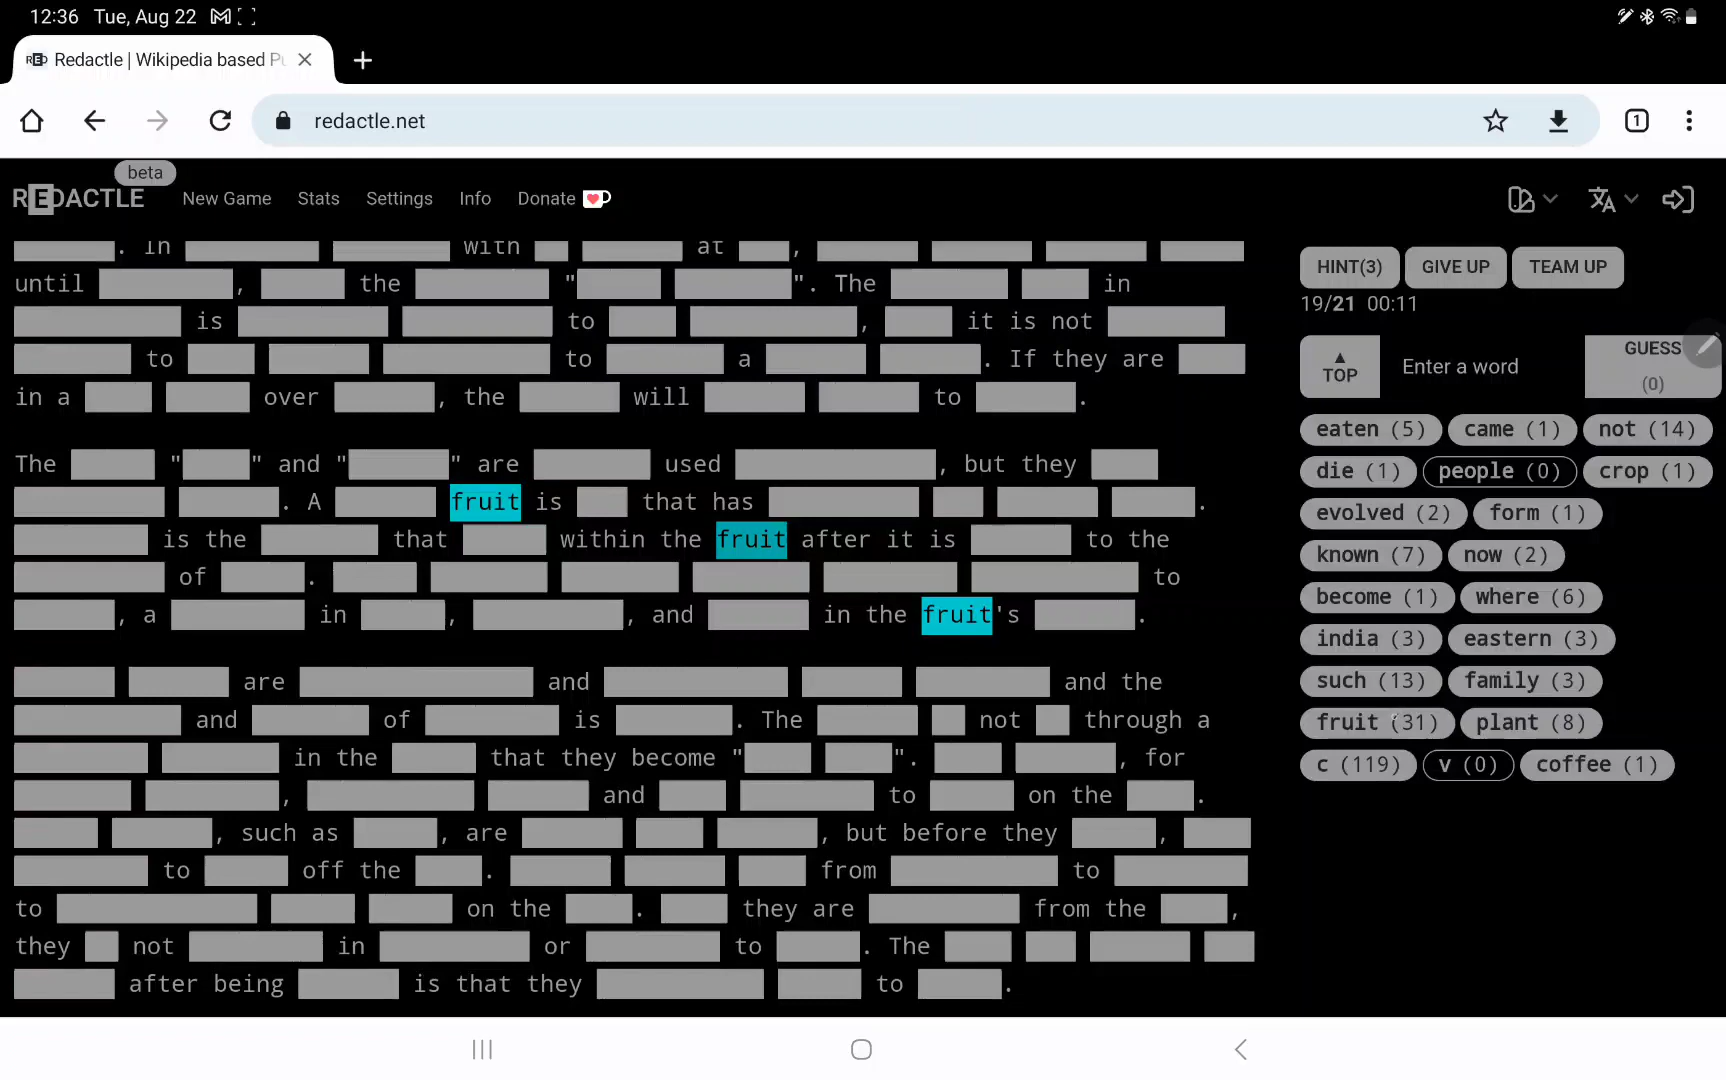 12:36 Tue, Aug 22
Redactle | Wikipedia based Pu
redactle.net
1
beta
REDACTLE New Game Stats Settings Info Donate
. In with at ,
until , the " ". The in
is to , it is not
to to a . If they are
in a over , the will to .
The " " and " " are used , but they
. A fruit is that has .
is the that within the fruit after it is to the
of . to
, a in , , and in the fruit's .
are and and the
and of is . The not through a
in the that they become " ". , for
, and to on the .
, such as , are , but before they ,
to off the . from to
to on the . they are from the ,
they not in or to . The
after being is that they to .
HINT(3) GIVE UP TEAM UP
19/21 00:11
▲
TOP
Enter a word
GUESS
(0)
eaten (5) came (1) not (14)
die (1) people (0) crop (1)
evolved (2) form (1)
known (7) now (2)
become (1) where (6)
india (3) eastern (3)
such (13) family (3)
fruit (31) plant (8)
c (119) v (0) coffee (1)